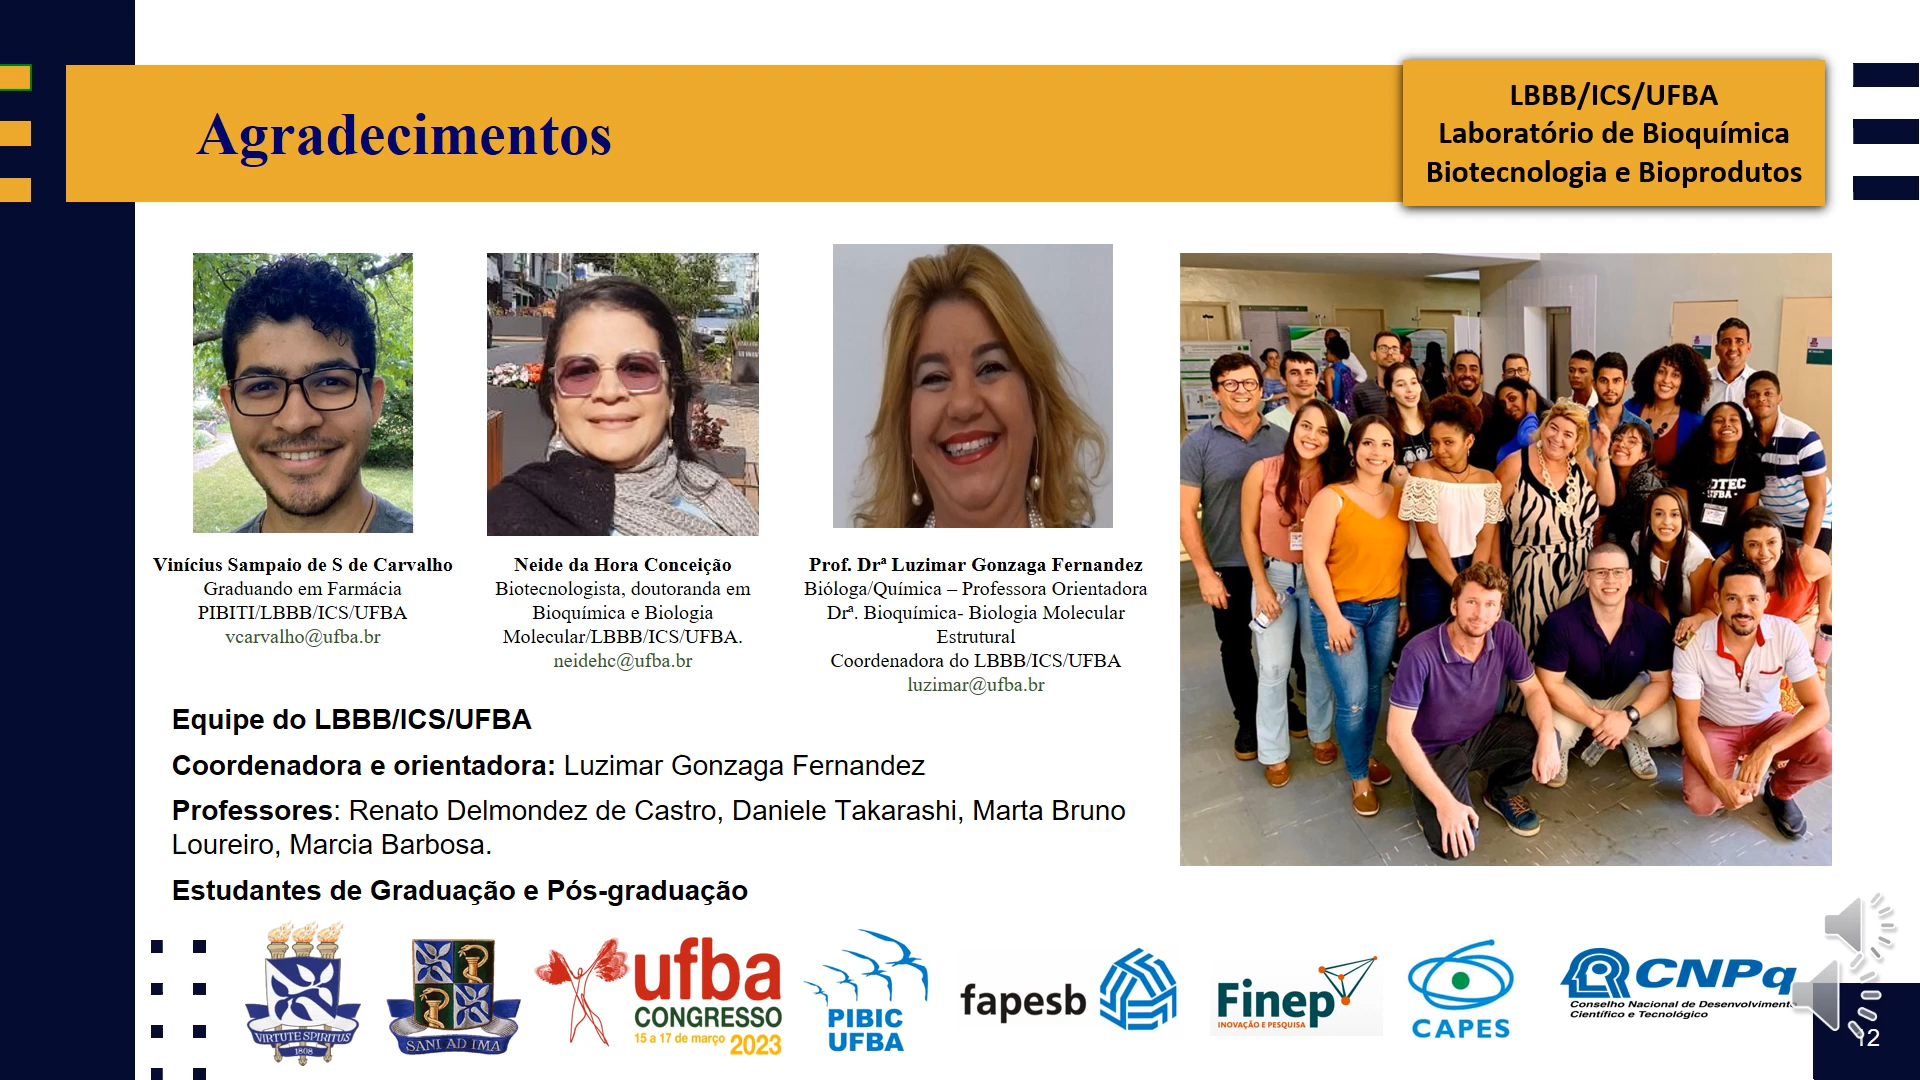 Agradecimentos
LBBB/ICS/UFBA
Laboratório de Bioquímica
Biotecnologia e Bioprodutos
Vinícius Sampaio de S de Carvalho
Graduando em Farmácia
PIBITI/LBBB/ICS/UFBA
vcarvalho@ufba.br
Neide da Hora Conceição
Biotecnologista, doutoranda em
Bioquímica e Biologia
Molecular/LBBB/ICS/UFBA.
neidehc@ufba.br
Prof. Drª Luzimar Gonzaga Fernandez
Bióloga/Química – Professora Orientadora
Drª. Bioquímica- Biologia Molecular
Estrutural
Coordenadora do LBBB/ICS/UFBA
luzimar@ufba.br
Equipe do LBBB/ICS/UFBA
Coordenadora e orientadora: Luzimar Gonzaga Fernandez
Professores: Renato Delmondez de Castro, Daniele Takarashi, Marta Bruno
Loureiro, Marcia Barbosa.
Estudantes de Graduação e Pós-graduação
VIRTUTE SPIRITUS
1808
SANI AD IMA
ufba
CONGRESSO
15 a 17 de março
2023
PIBIC
UFBA
fapesb
Finep
INOVAÇÃO E PESQUISA
CAPES
CNPq
Conselho Nacional de Desenvolvimento
Científico e Tecnológico
12